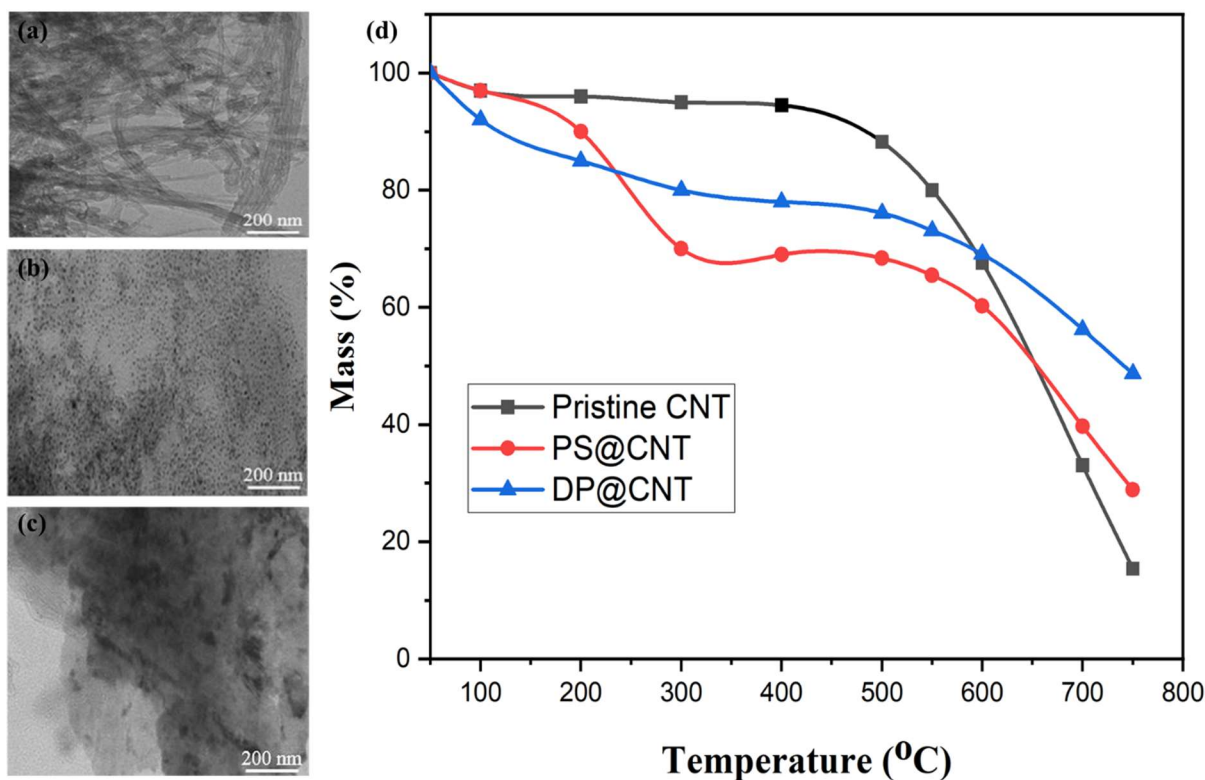 (a)
200 nm
(b)
200 nm
(c)
200 nm
(d)
Mass (%)
100
80
60
40
20
0
Pristine CNT
PS@CNT
DP@CNT
100 200 300 400 500 600 700 800
Temperature (⁰C)